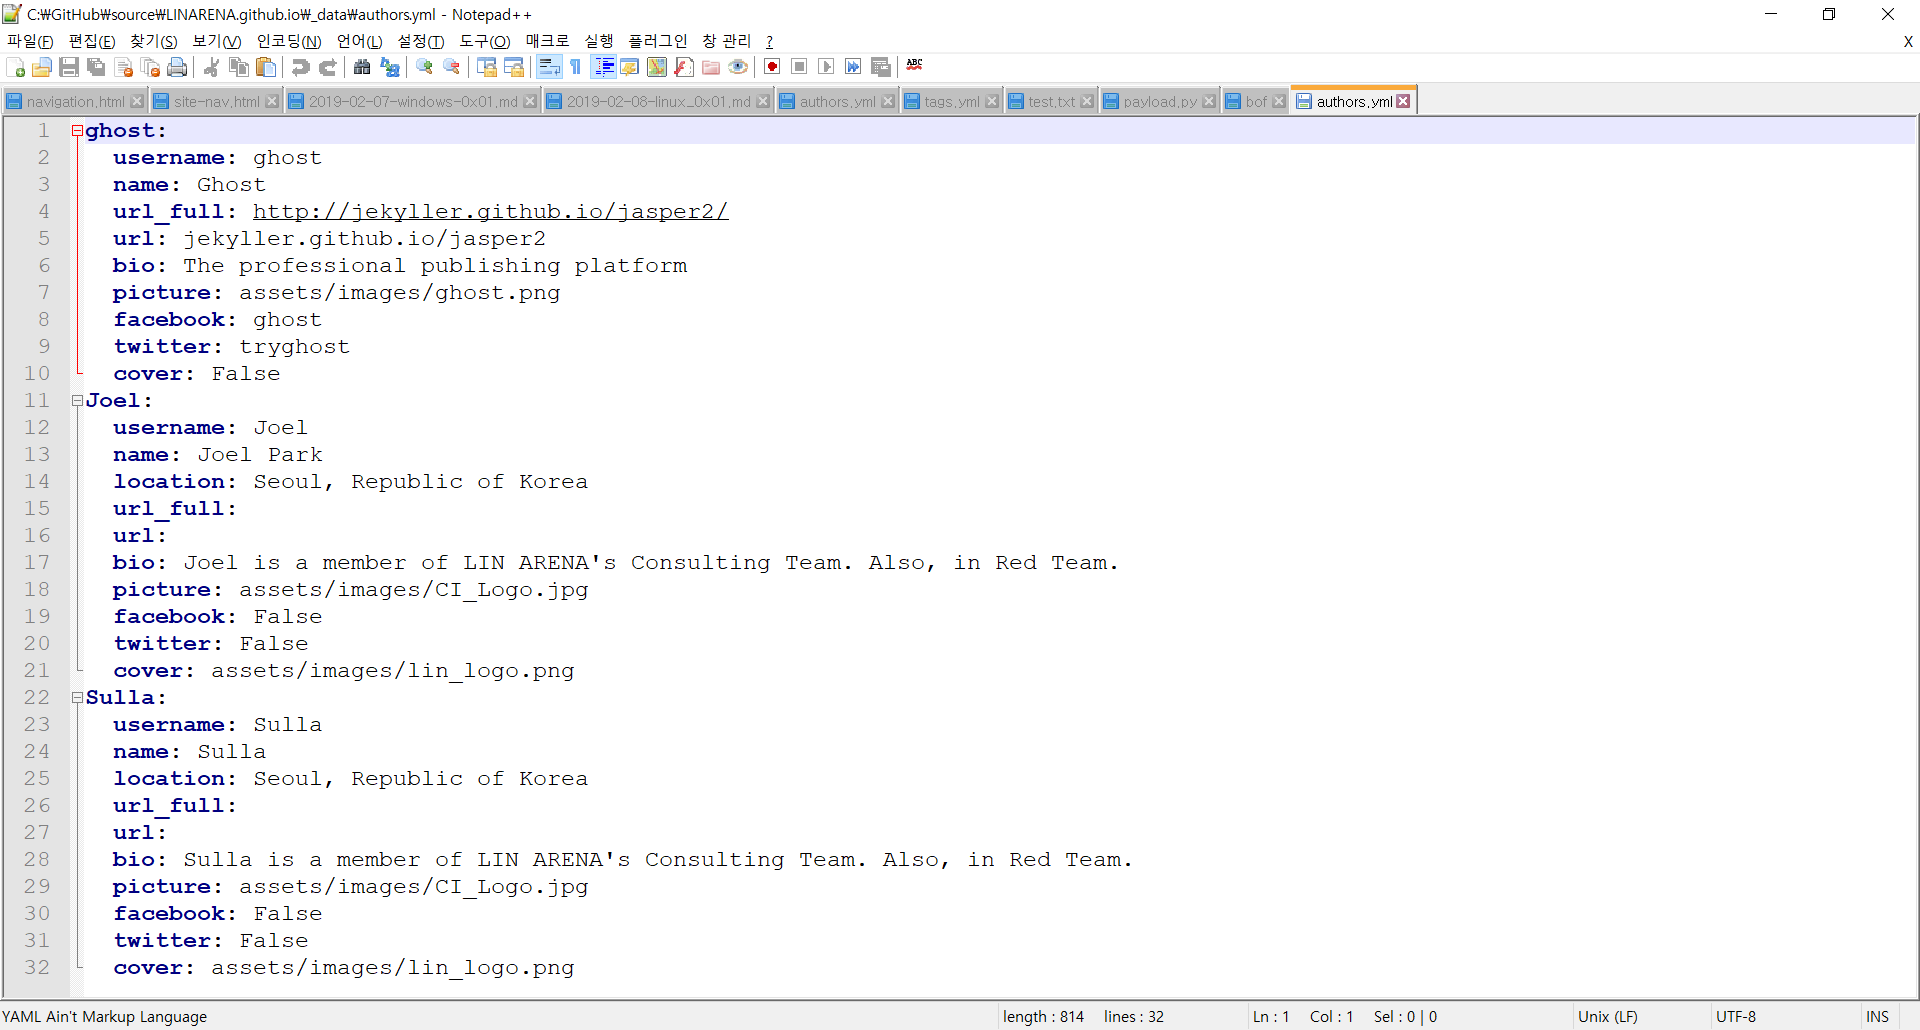 C:₩GitHub₩source₩LINARENA.github.io₩_data₩authors.yml - Notepad++
파일(F) 편집(E) 찾기(S) 보기(V) 인코딩(N) 언어(L) 설정(T) 도구(O) 매크로 실행 플러그인 창 관리 ? X
ABC
navigation.html site-nav.html 2019-02-07-windows-0x01.md 2019-02-08-linux_0x01.md authors.yml tags.yml test.txt payload.py bof authors.yml
1 ghost:
2 username: ghost
3 name: Ghost
4 url_full: http://jekyller.github.io/jasper2/
5 url: jekyller.github.io/jasper2
6 bio: The professional publishing platform
7 picture: assets/images/ghost.png
8 facebook: ghost
9 twitter: tryghost
10 cover: False
11 Joel:
12 username: Joel
13 name: Joel Park
14 location: Seoul, Republic of Korea
15 url_full:
16 url:
17 bio: Joel is a member of LIN ARENA's Consulting Team. Also, in Red Team.
18 picture: assets/images/CI_Logo.jpg
19 facebook: False
20 twitter: False
21 cover: assets/images/lin_logo.png
22 Sulla:
23 username: Sulla
24 name: Sulla
25 location: Seoul, Republic of Korea
26 url_full:
27 url:
28 bio: Sulla is a member of LIN ARENA's Consulting Team. Also, in Red Team.
29 picture: assets/images/CI_Logo.jpg
30 facebook: False
31 twitter: False
32 cover: assets/images/lin_logo.png
YAML Ain't Markup Language length : 814 lines : 32 Ln : 1 Col : 1 Sel : 0 | 0 Unix (LF) UTF-8 INS